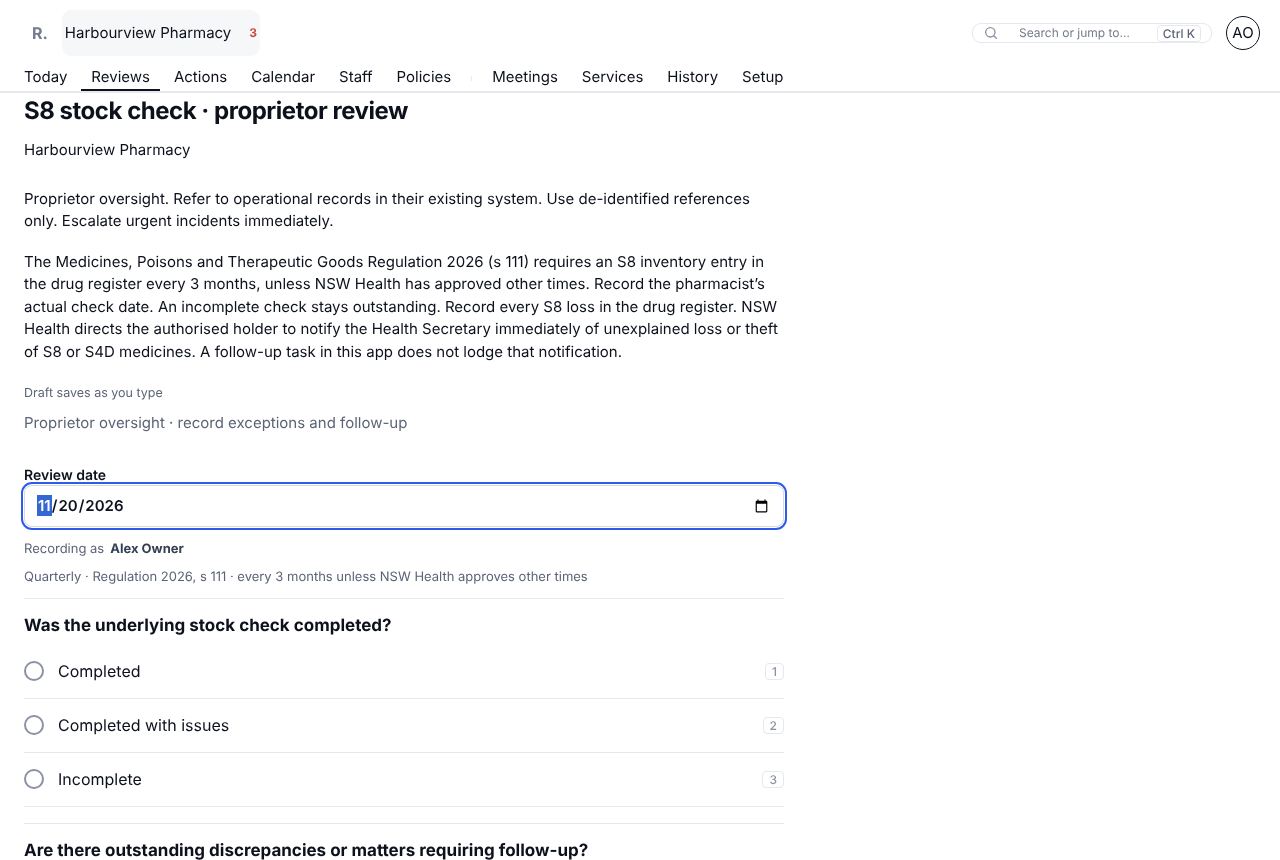 R. Harbourview Pharmacy 3 Search or jump to... Ctrl K AO
Today Reviews Actions Calendar Staff Policies Meetings Services History Setup
S8 stock check · proprietor review
Harbourview Pharmacy
Proprietor oversight. Refer to operational records in their existing system. Use de-identified references
only. Escalate urgent incidents immediately.
The Medicines, Poisons and Therapeutic Goods Regulation 2026 (s 111) requires an S8 inventory entry in
the drug register every 3 months, unless NSW Health has approved other times. Record the pharmacist’s
actual check date. An incomplete check stays outstanding. Record every S8 loss in the drug register. NSW
Health directs the authorised holder to notify the Health Secretary immediately of unexplained loss or theft
of S8 or S4D medicines. A follow-up task in this app does not lodge that notification.
Draft saves as you type
Proprietor oversight · record exceptions and follow-up
Review date
11/20/2026
Recording as Alex Owner
Quarterly · Regulation 2026, s 111 · every 3 months unless NSW Health approves other times
Was the underlying stock check completed?
Completed 1
Completed with issues 2
Incomplete 3
Are there outstanding discrepancies or matters requiring follow-up?